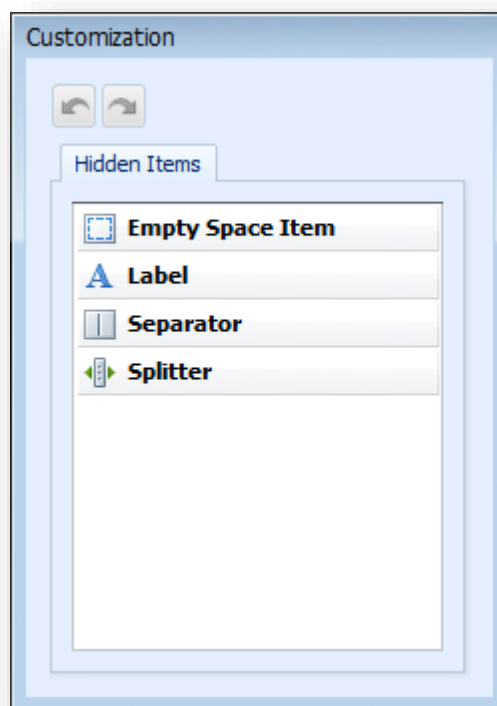 Customization
Hidden Items
Empty Space Item
Label
Separator
Splitter